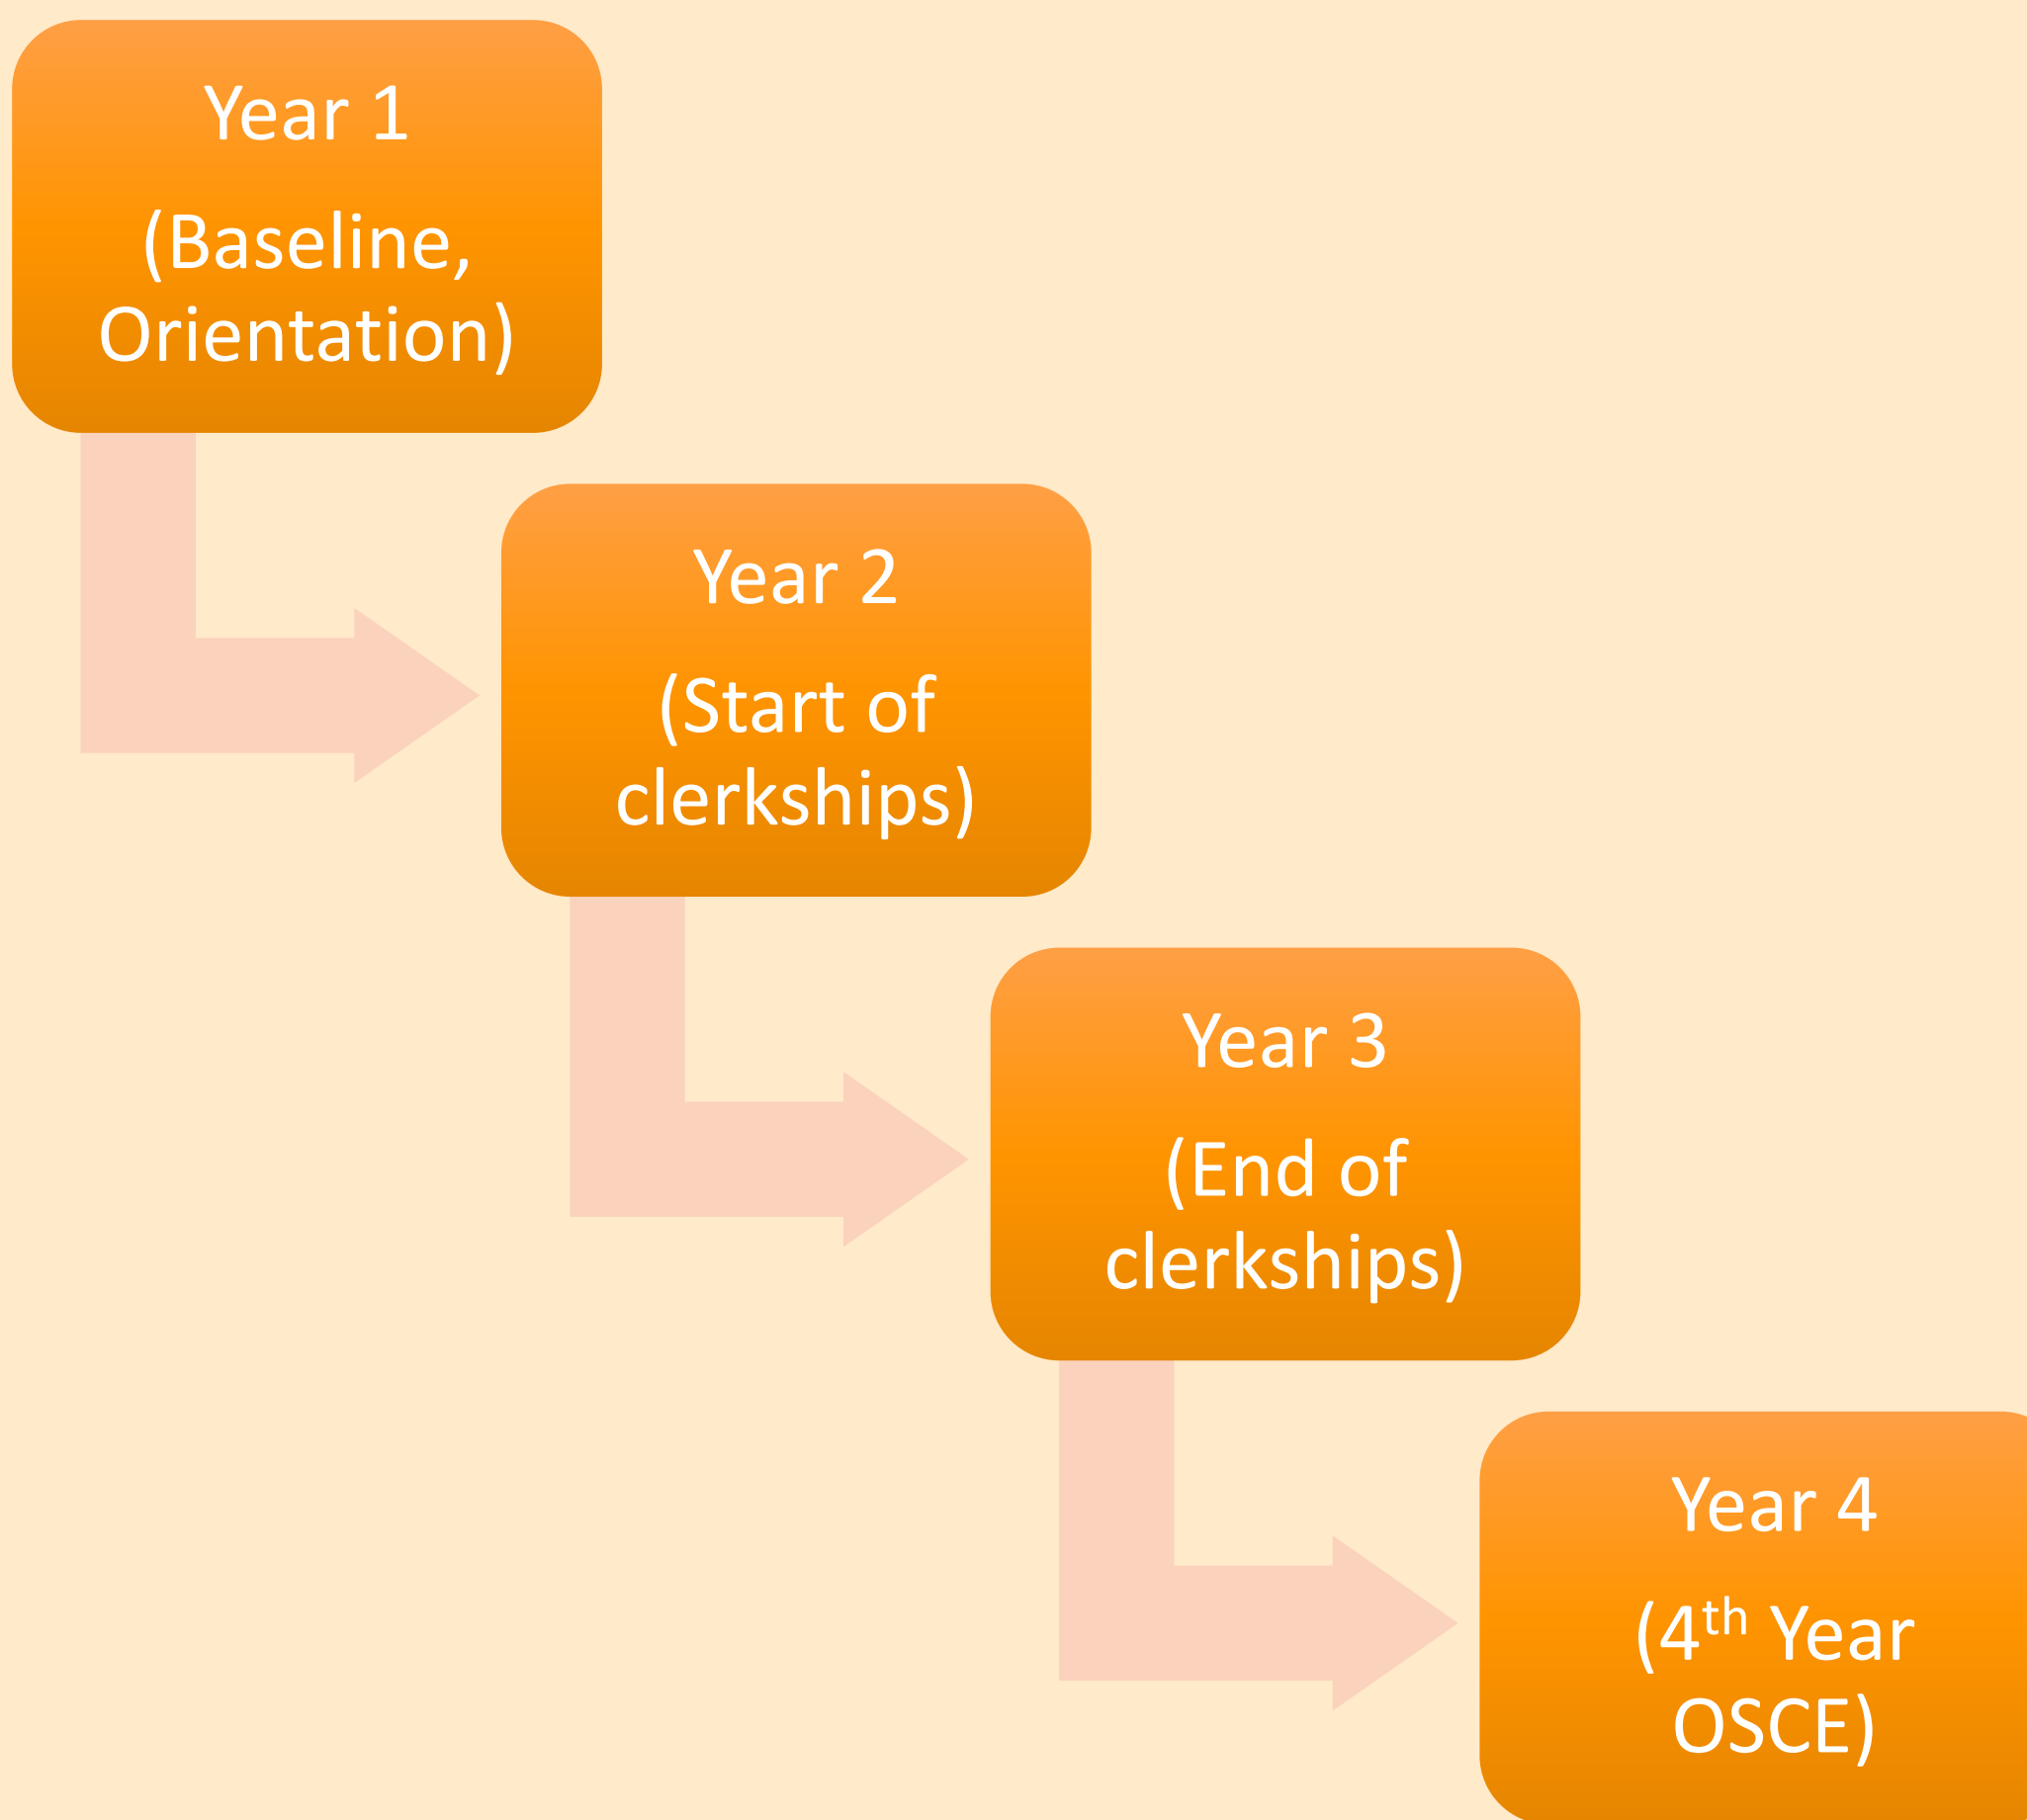 Year 1
(Baseline,
Orientation)
Year 2
(Start of
clerkships)
Year 3
(End of
clerkships)
Year 4
(4th Year
OSCE)